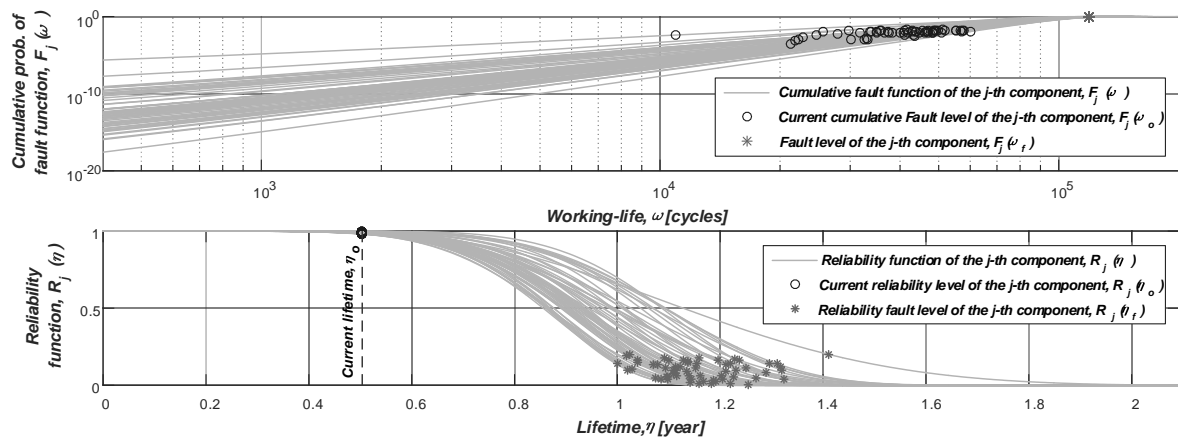 Cumulative prob. of
fault function, F_j (ω)
10^0
10^-10
10^-20
Cumulative fault function of the j-th component, F_j (ω)
Current cumulative Fault level of the j-th component, F_j (ω_o)
Fault level of the j-th component, F_j (ω_f)
10^3
10^4
10^5
Working-life, ω [cycles]
Reliability
function, R_j (η)
1
0.5
0
Current lifetime, η_o
Reliability function of the j-th component, R_j (η)
Current reliability level of the j-th component, R_j (η_o)
Reliability fault level of the j-th component, R_j (η_f)
0 0.2 0.4 0.6 0.8 1 1.2 1.4 1.6 1.8 2
Lifetime, η [year]